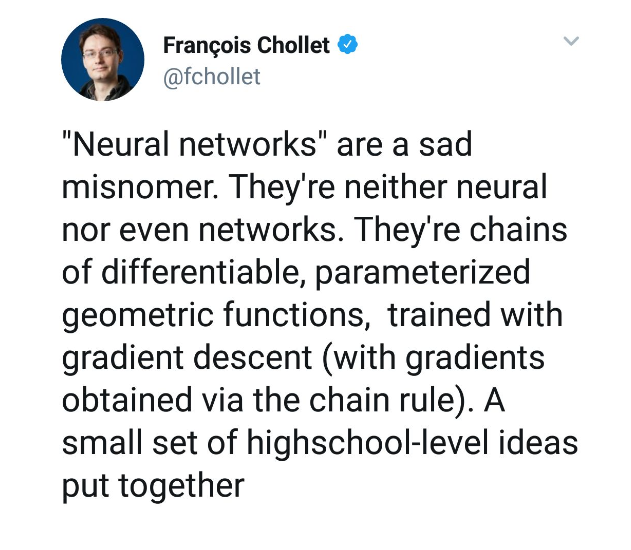 François Chollet
@fchollet
"Neural networks" are a sad
misnomer. They're neither neural
nor even networks. They're chains
of differentiable, parameterized
geometric functions,  trained with
gradient descent (with gradients
obtained via the chain rule). A
small set of highschool-level ideas
put together